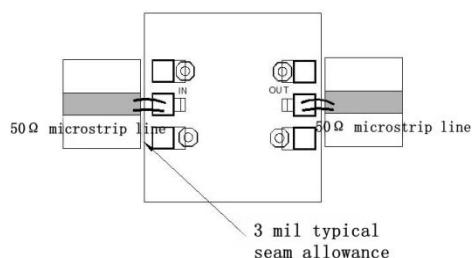 IN
OUT
50Ω microstrip line
50Ω microstrip line
3 mil typical
seam allowance